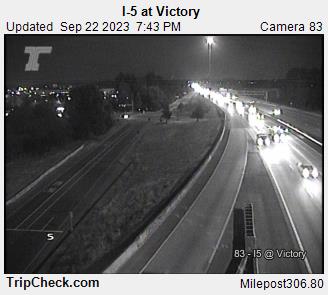 I-5 at Victory
Updated Sep 22 2023 7:43 PM Camera 83
T
S
83 - I5 @ Victory
TripCheck.com Milepost306.80